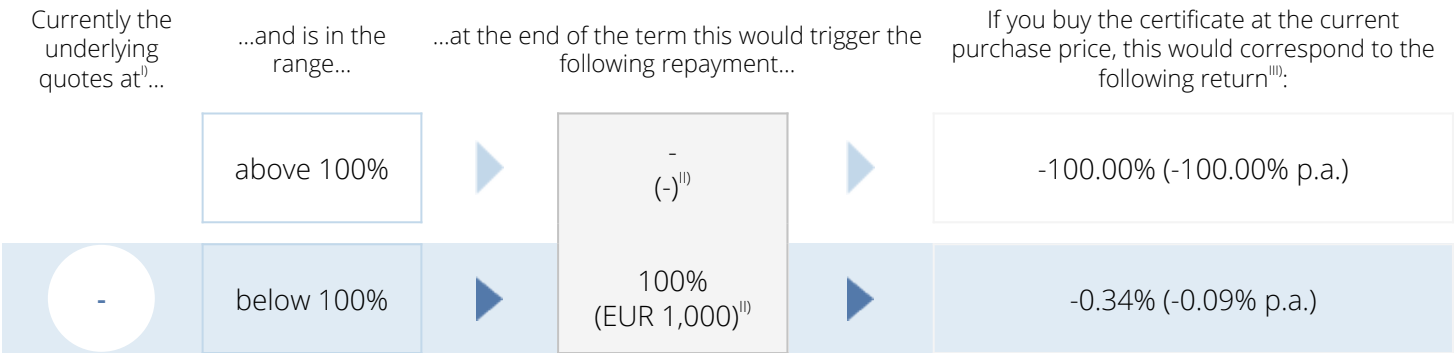 Currently the
underlying
quotes at^I)...
...and is in the
range...
...at the end of the term this would trigger the
following repayment...
If you buy the certificate at the current
purchase price, this would correspond to the
following return^III):
above 100%
-
(-)^II)
-100.00% (-100.00% p.a.)
-
below 100%
100%
(EUR 1,000)^II)
-0.34% (-0.09% p.a.)